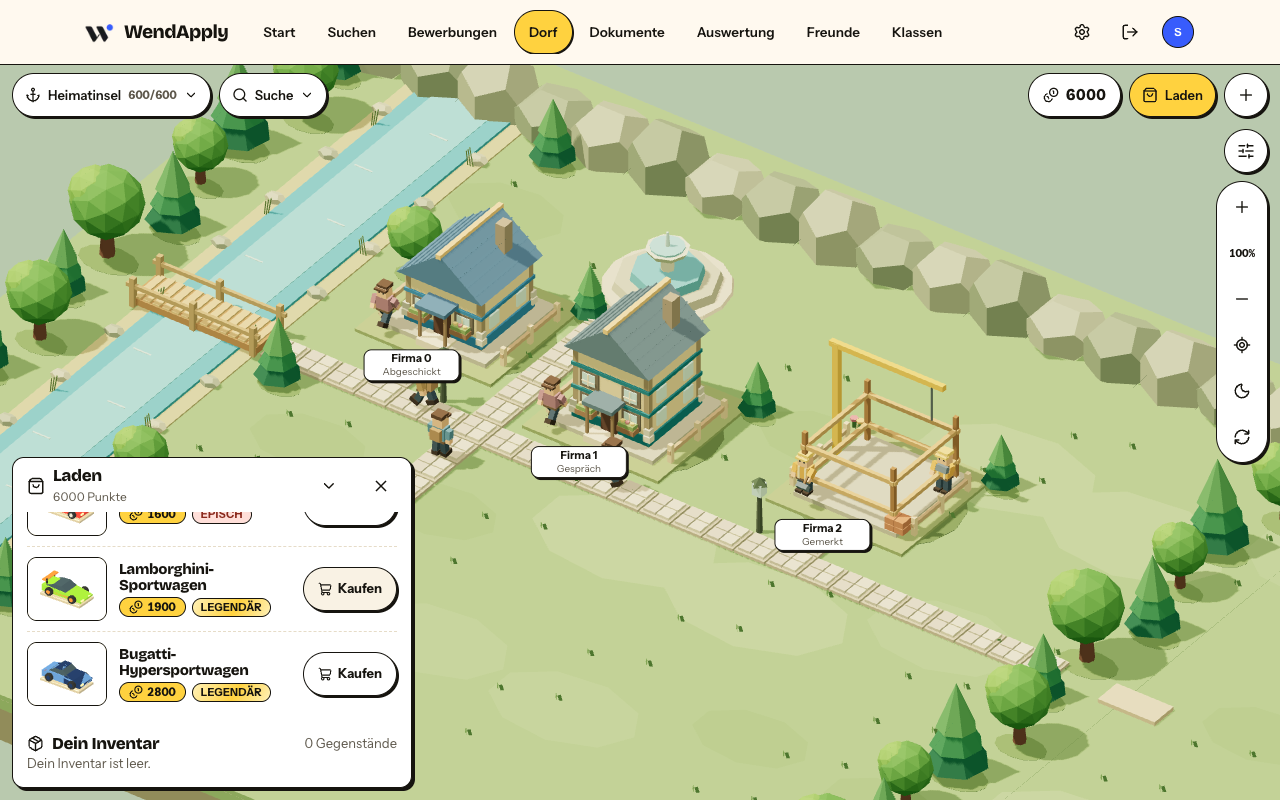 WendApply
Start
Suchen
Bewerbungen
Dorf
Dokumente
Auswertung
Freunde
Klassen
S
Heimatinsel 600/600
Suche
6000
Laden
100%
Firma 0
Abgeschickt
Firma 1
Gespräch
Firma 2
Gemerkt
Laden
6000 Punkte
1600 EPISCH
Lamborghini-
Sportwagen
1900 LEGENDÄR
Kaufen
Bugatti-
Hypersportwagen
2800 LEGENDÄR
Kaufen
Dein Inventar
0 Gegenstände
Dein Inventar ist leer.